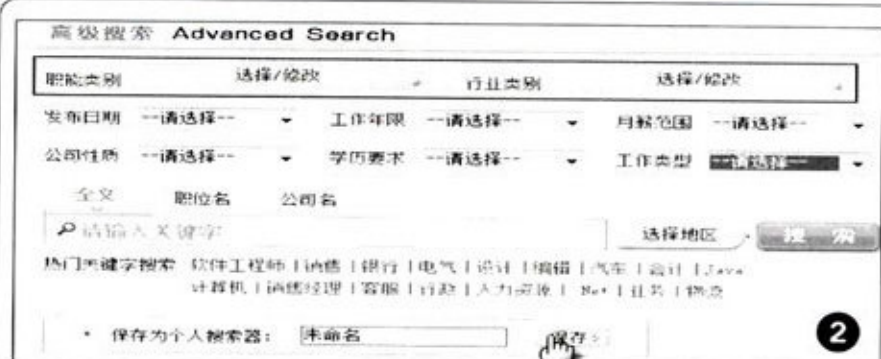 高级搜索 Advanced Search
职能类别 选择/修改 行业类别 选择/修改
发布日期 --请选择-- 工作年限 --请选择-- 月薪范围 --请选择--
公司性质 --请选择-- 学历要求 --请选择-- 工作类型 --请选择--
全文 职位名 公司名
请输入关键字 选择地区 搜索
热门关键字搜索 软件工程师 | 销售 | 银行 | 电气 | 设计 | 编辑 | 汽车 | 会计 | Java
计算机 | 销售经理 | 客服 | 行政 | 人力资源 | .Net | 证券 | 物流
* 保存为个人搜索器: 未命名 保存
2